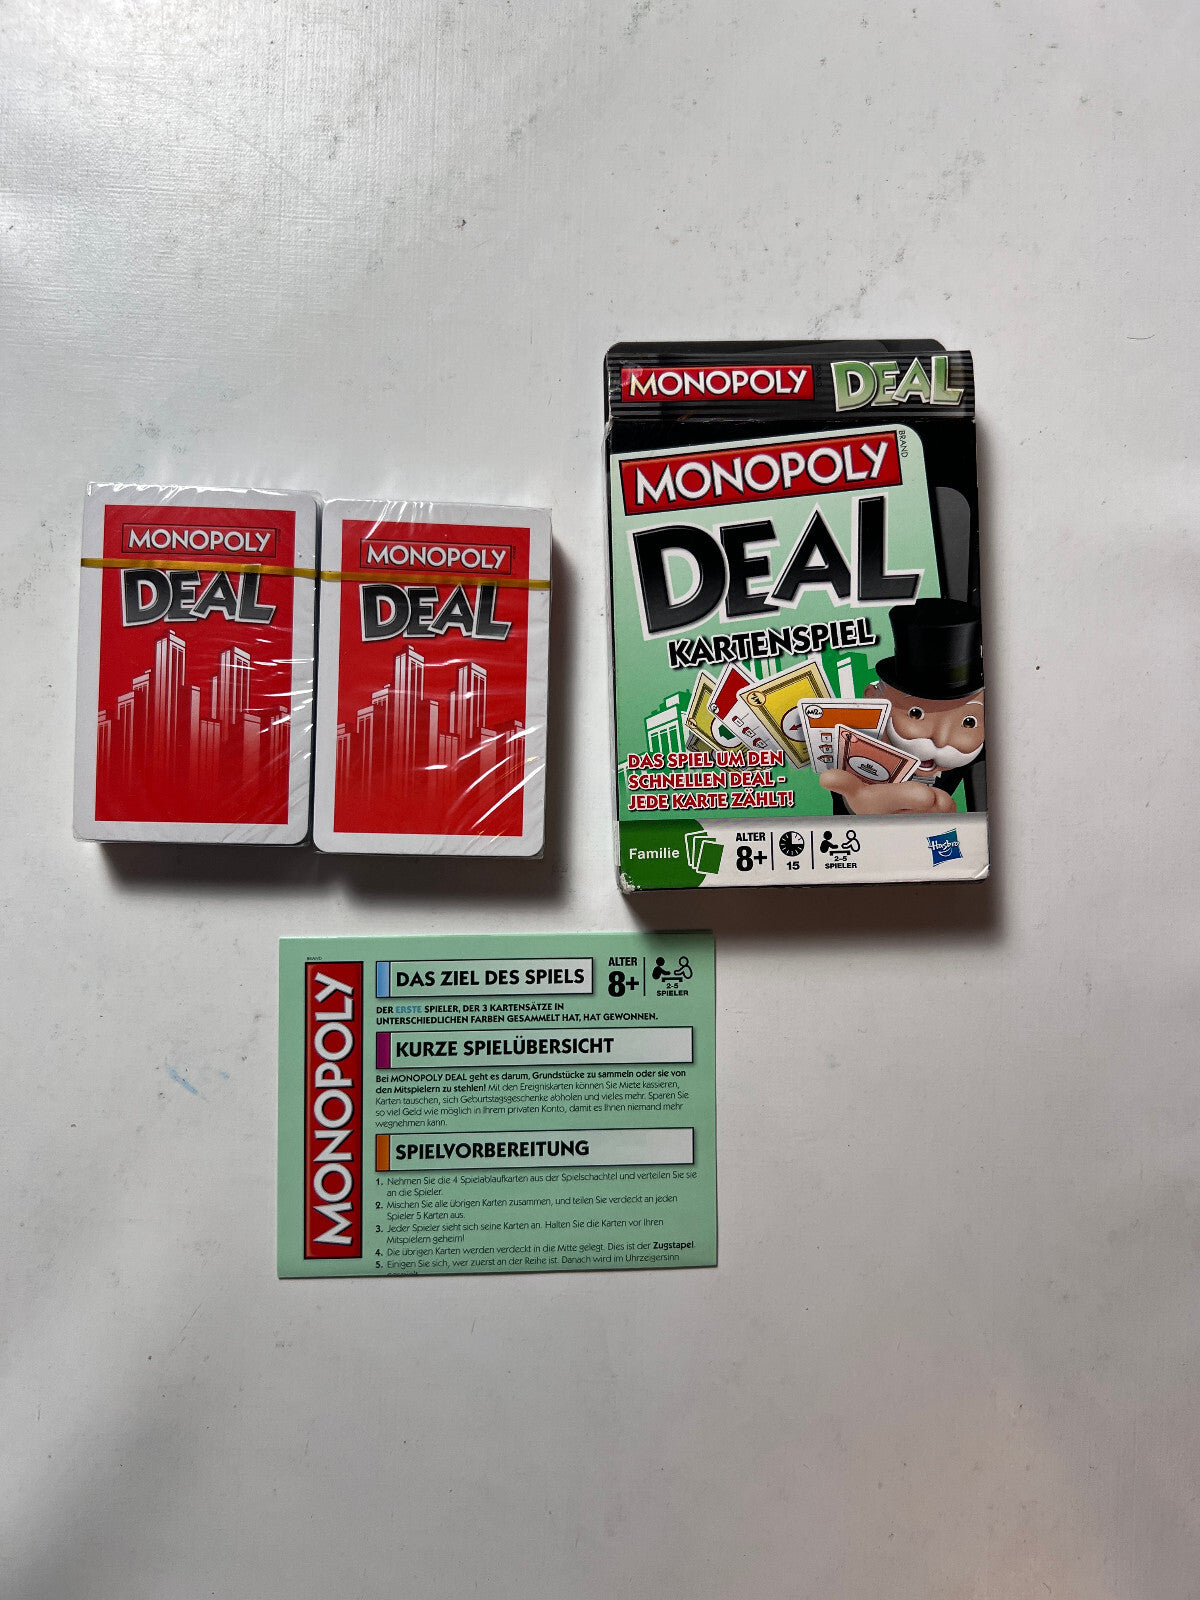 MONOPOLY
DEAL
MONOPOLY
DEAL
MONOPOLY
BRAND
DEAL
MONOPOLY
BRAND
DEAL
KARTENSPIEL
DAS SPIEL UM DEN
SCHNELLEN DEAL -
JEDE KARTE ZÄHLT!
Familie
ALTER
8+
15
2-5
SPIELER
Hasbro
BRAND
MONOPOLY
DAS ZIEL DES SPIELS
ALTER
8+
2-5
SPIELER
DER ERSTE SPIELER, DER 3 KARTENSÄTZE IN
UNTERSCHIEDLICHEN FARBEN GESAMMELT HAT, HAT GEWONNEN.
KURZE SPIELÜBERSICHT
Bei MONOPOLY DEAL geht es darum, Grundstücke zu sammeln oder sie von
den Mitspielern zu stehlen! Mit den Ereigniskarten können Sie Miete kassieren,
Karten tauschen, sich Geburtstagsgeschenke abholen und vieles mehr. Sparen Sie
so viel Geld wie möglich in Ihrem privaten Konto, damit es Ihnen niemand mehr
wegnehmen kann.
SPIELVORBEREITUNG
1. Nehmen Sie die 4 Spielablaufkarten aus der Spielschachtel und verteilen Sie sie
an die Spieler.
2. Mischen Sie alle übrigen Karten zusammen, und teilen Sie verdeckt an jeden
Spieler 5 Karten aus.
3. Jeder Spieler sieht sich seine Karten an. Halten Sie die Karten vor Ihren
Mitspielern geheim!
4. Die übrigen Karten werden verdeckt in die Mitte gelegt. Dies ist der Zugstapel.
5. Einigen Sie sich, wer zuerst an der Reihe ist. Danach wird im Uhrzeigersinn